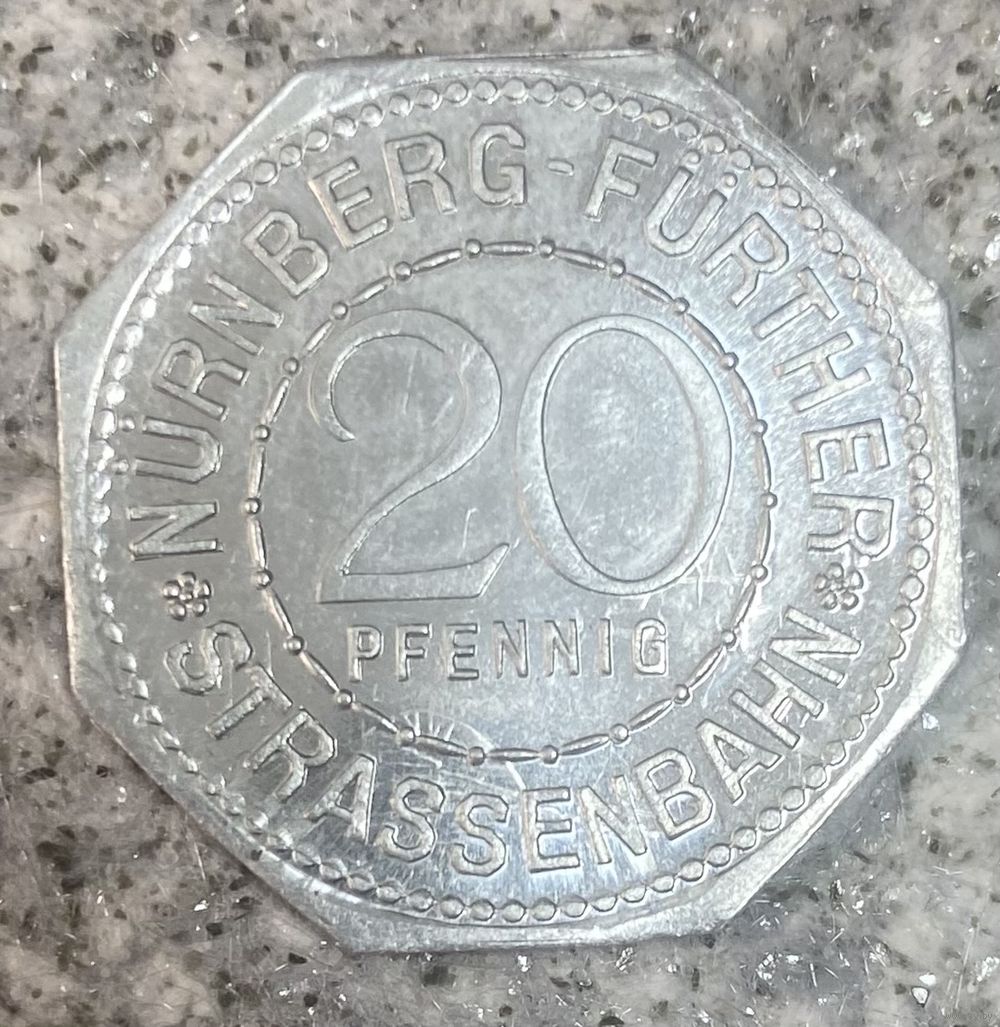 NÜRNBERG-FÜRTHER
20
PFENNIG
STRASSENBAHN